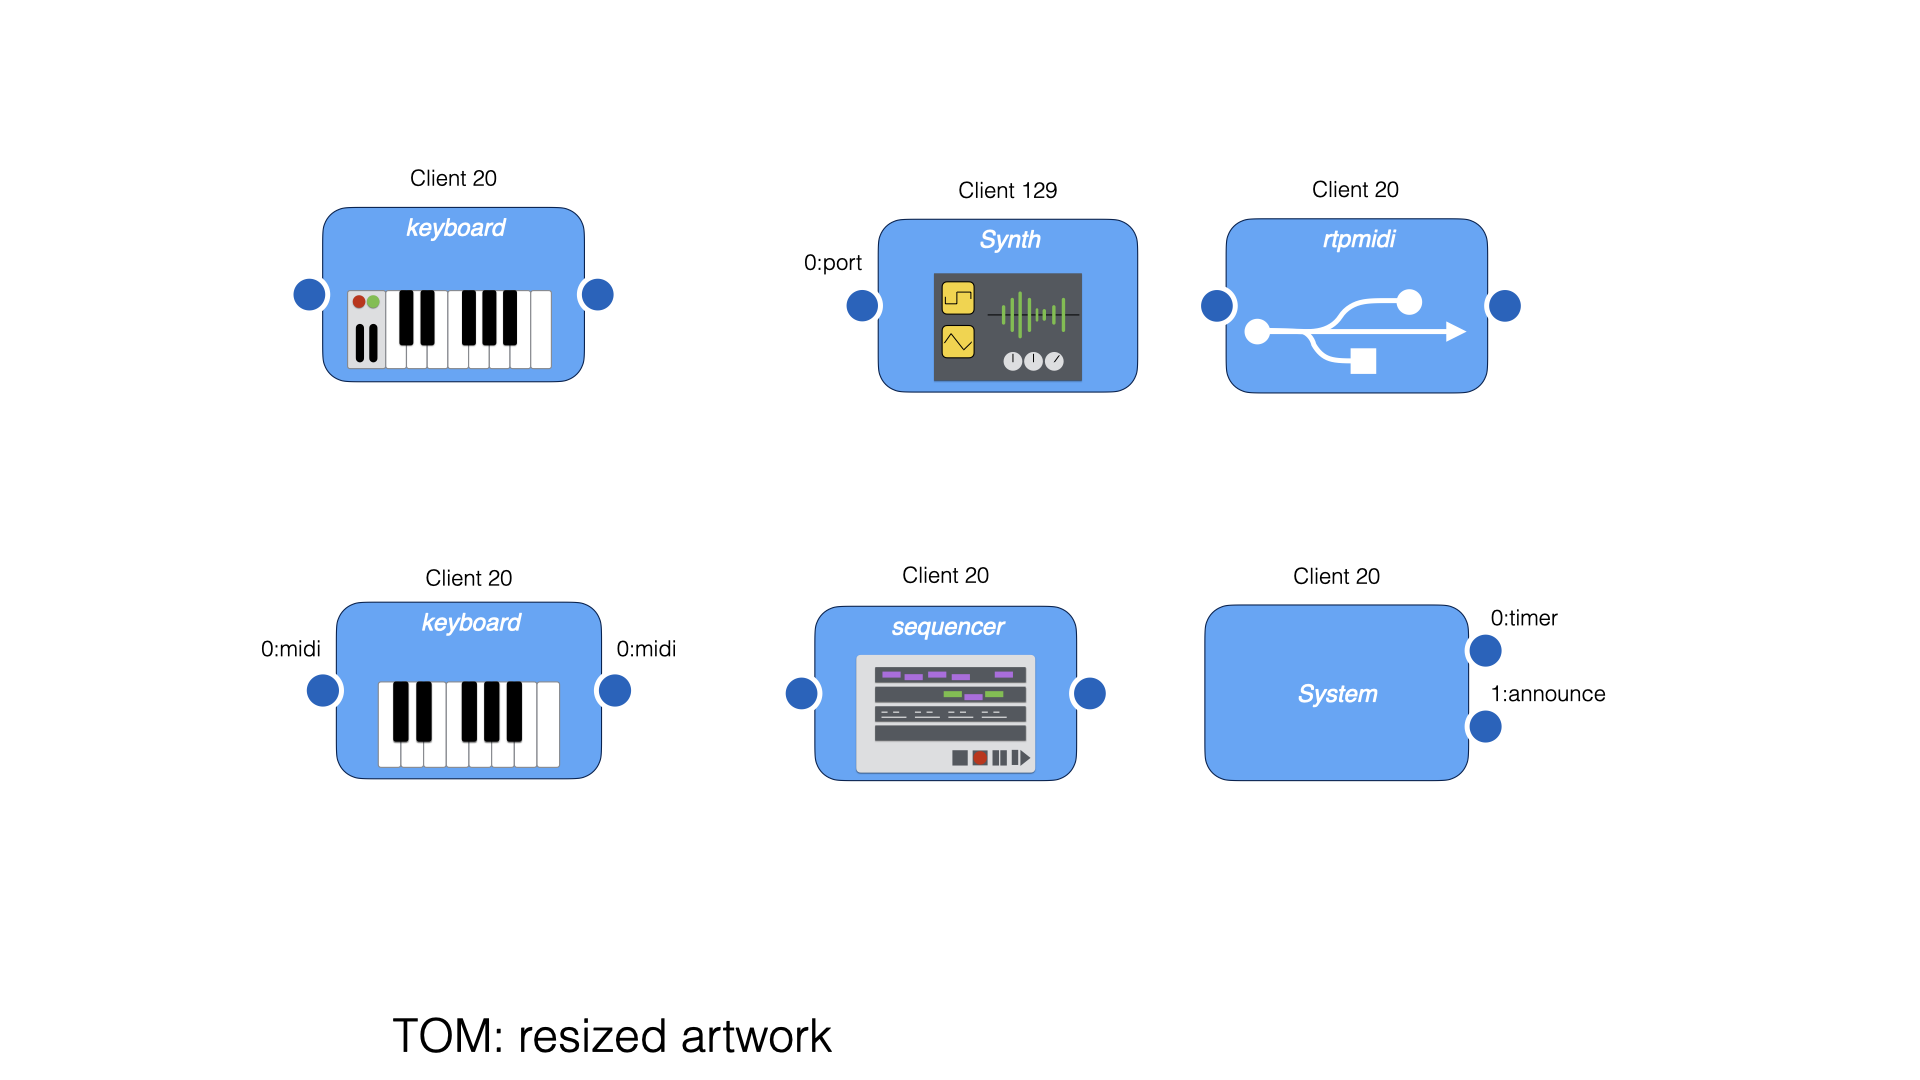 Client 20
keyboard
Client 129
Synth
0:port
Client 20
rtpmidi
Client 20
keyboard
0:midi
0:midi
Client 20
sequencer
Client 20
System
0:timer
1:announce
TOM: resized artwork